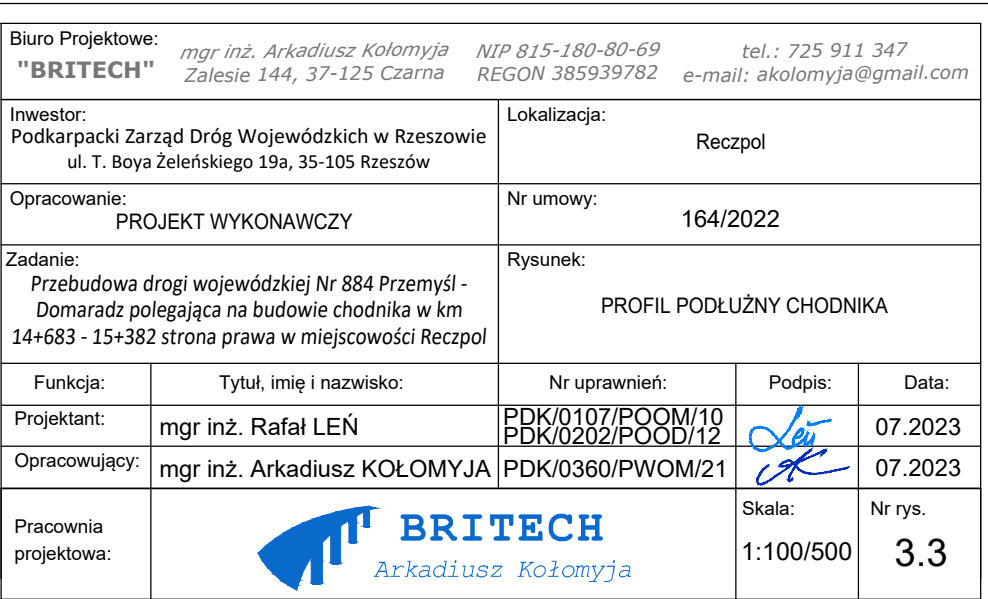 Biuro Projektowe:
"BRITECH"
mgr inż. Arkadiusz Kołomyja
Zalesie 144, 37-125 Czarna
NIP 815-180-80-69
REGON 385939782
tel.: 725 911 347
e-mail: akolomyja@gmail.com
Inwestor:
Podkarpacki Zarząd Dróg Wojewódzkich w Rzeszowie
ul. T. Boya Żeleńskiego 19a, 35-105 Rzeszów
Lokalizacja:
Reczpol
Opracowanie:
PROJEKT WYKONAWCZY
Nr umowy:
164/2022
Zadanie:
Przebudowa drogi wojewódzkiej Nr 884 Przemyśl -
Domaradz polegająca na budowie chodnika w km
14+683 - 15+382 strona prawa w miejscowości Reczpol
Rysunek:
PROFIL PODŁUŻNY CHODNIKA
Funkcja: Tytuł, imię i nazwisko: Nr uprawnień: Podpis: Data:
Projektant: mgr inż. Rafał LEŃ PDK/0107/POOM/10
PDK/0202/POOD/12 Leń 07.2023
Opracowujący: mgr inż. Arkadiusz KOŁOMYJA PDK/0360/PWOM/21 07.2023
Pracownia
projektowa:
BRITECH
Arkadiusz Kołomyja
Skala:
1:100/500
Nr rys.
3.3